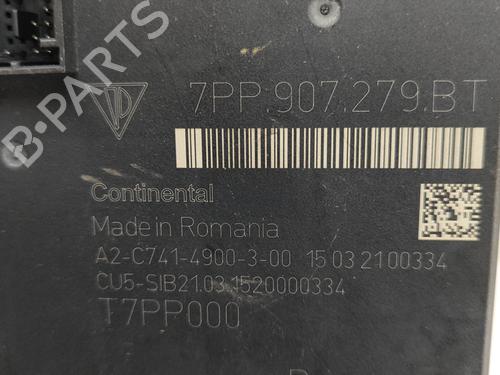 7PP.907.279.BT
Continental
Made in Romania
A2-C741-4900-3-00 15 03 2100334
CU5-SIB21.03 1520000334
T7PP000
B-PARTS